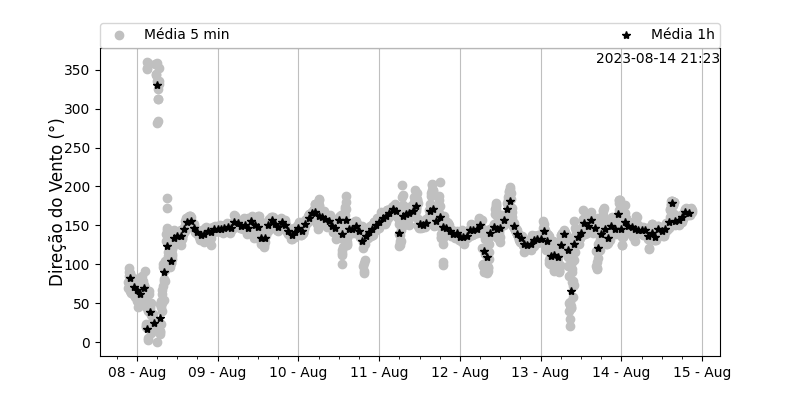 Média 5 min
Média 1h
2023-08-14 21:23
Direção do Vento (°)
350
300
250
200
150
100
50
0
08 - Aug
09 - Aug
10 - Aug
11 - Aug
12 - Aug
13 - Aug
14 - Aug
15 - Aug